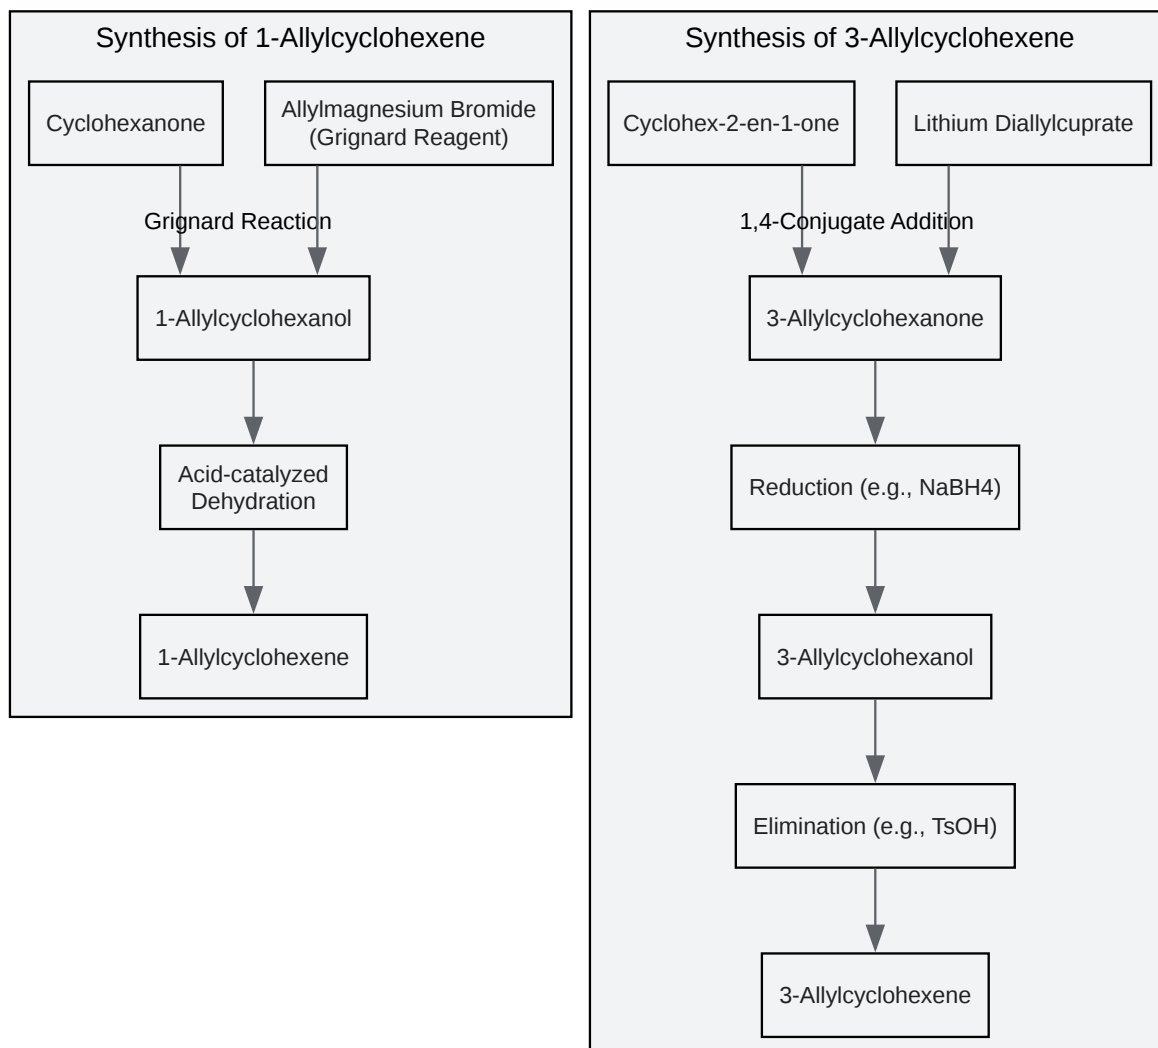 Synthesis of 1-Allylcyclohexene
Cyclohexanone
Allylmagnesium Bromide
(Grignard Reagent)
Grignard Reaction
1-Allylcyclohexanol
Acid-catalyzed
Dehydration
1-Allylcyclohexene
Synthesis of 3-Allylcyclohexene
Cyclohex-2-en-1-one
Lithium Diallylcuprate
1,4-Conjugate Addition
3-Allylcyclohexanone
Reduction (e.g., NaBH4)
3-Allylcyclohexanol
Elimination (e.g., TsOH)
3-Allylcyclohexene